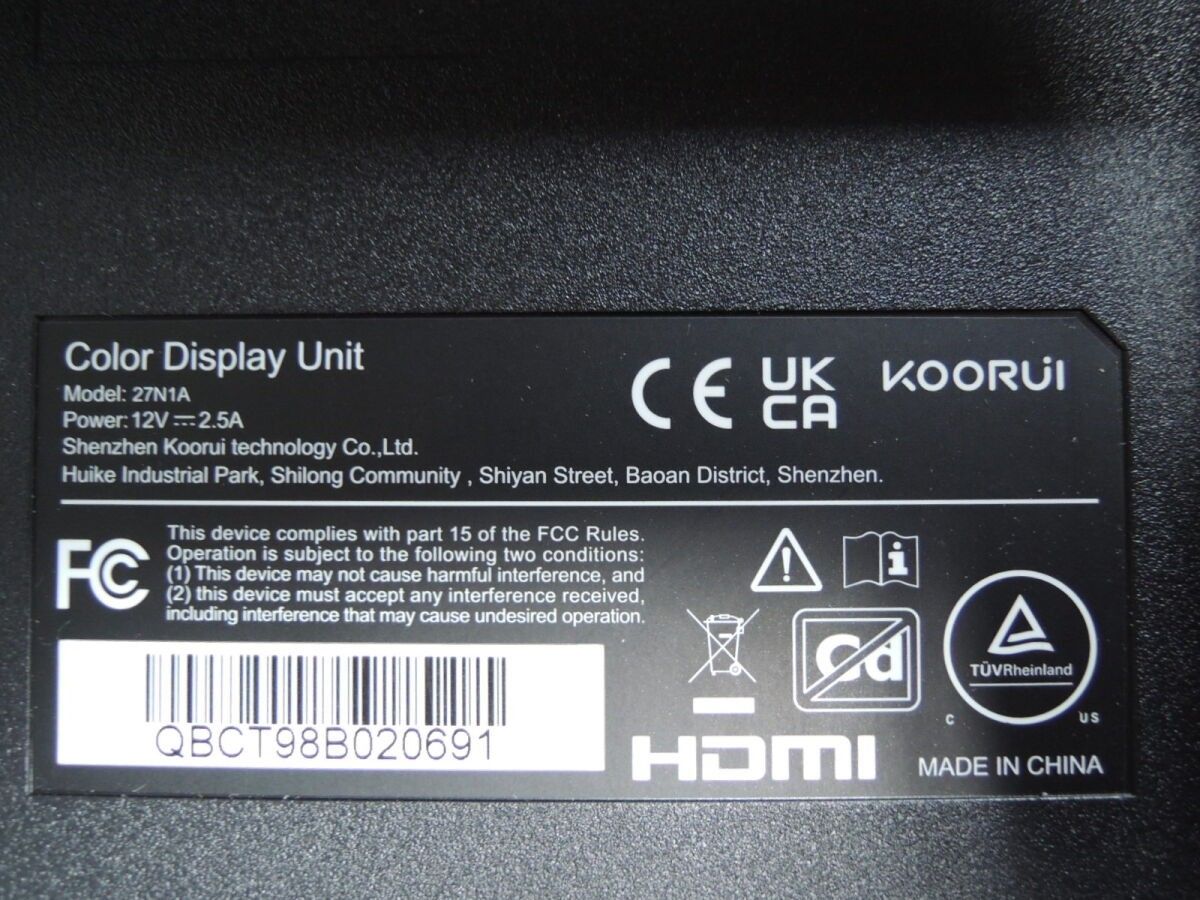 Color Display Unit
Model: 27N1A
Power: 12V ⎓ 2.5A
Shenzhen Koorui technology Co.,Ltd.
Huike Industrial Park, Shilong Community , Shiyan Street, Baoan District, Shenzhen.
CE UK CA KOORUI
FC This device complies with part 15 of the FCC Rules.
Operation is subject to the following two conditions:
(1) This device may not cause harmful interference, and
(2) this device must accept any interference received,
including interference that may cause undesired operation.
Cd
TÜVRheinland
C US
QBCT98B020691
HDMI
MADE IN CHINA